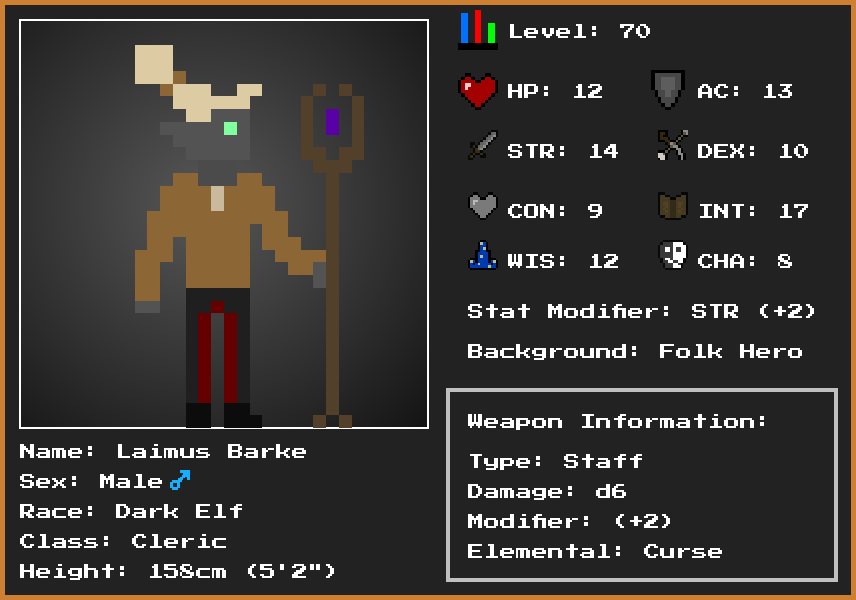 Level: 70
HP: 12 AC: 13
STR: 14 DEX: 10
CON: 9 INT: 17
WIS: 12 CHA: 8
Stat Modifier: STR (+2)
Background: Folk Hero
Weapon Information:
Type: Staff
Damage: d6
Modifier: (+2)
Elemental: Curse
Name: Laimus Barke
Sex: Male♂
Race: Dark Elf
Class: Cleric
Height: 158cm (5'2")